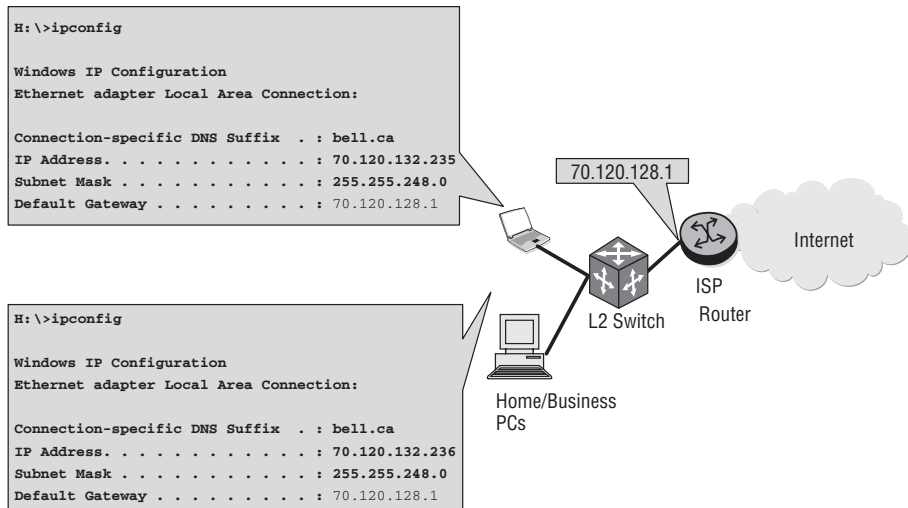 H:\>ipconfig
Windows IP Configuration
Ethernet adapter Local Area Connection:
Connection-specific DNS Suffix . : bell.ca
IP Address. . . . . . . . . . . . : 70.120.132.235
Subnet Mask . . . . . . . . . . . : 255.255.248.0
Default Gateway . . . . . . . . . : 70.120.128.1
70.120.128.1
Internet
ISP
Router
L2 Switch
Home/Business
PCs
H:\>ipconfig
Windows IP Configuration
Ethernet adapter Local Area Connection:
Connection-specific DNS Suffix . : bell.ca
IP Address. . . . . . . . . . . . : 70.120.132.236
Subnet Mask . . . . . . . . . . . : 255.255.248.0
Default Gateway . . . . . . . . . : 70.120.128.1